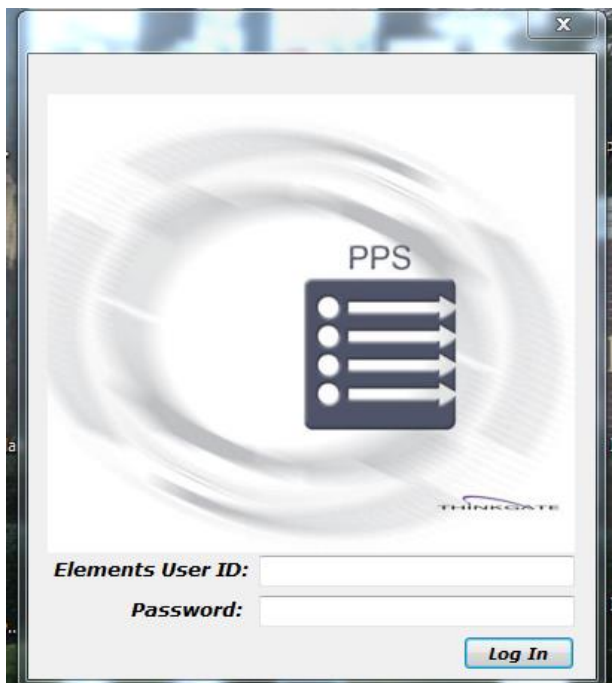 X
PPS
THINKGATE
Elements User ID:
Password:
Log In